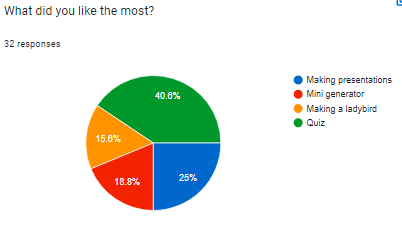 What did you like the most?
32 responses
40.6%
15.6%
18.8%
25%
Making presentations
Mini generator
Making a ladybird
Quiz